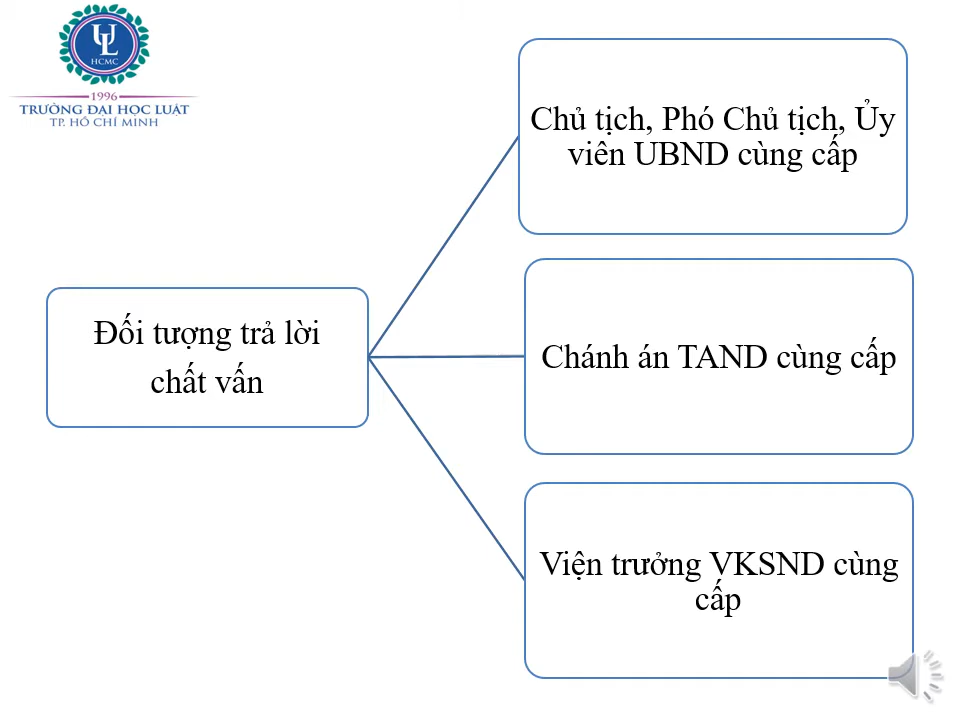 UL
HCMC
1996
TRƯỜNG ĐẠI HỌC LUẬT
TP. HỒ CHÍ MINH
Đối tượng trả lời
chất vấn
Chủ tịch, Phó Chủ tịch, Ủy
viên UBND cùng cấp
Chánh án TAND cùng cấp
Viện trưởng VKSND cùng
cấp